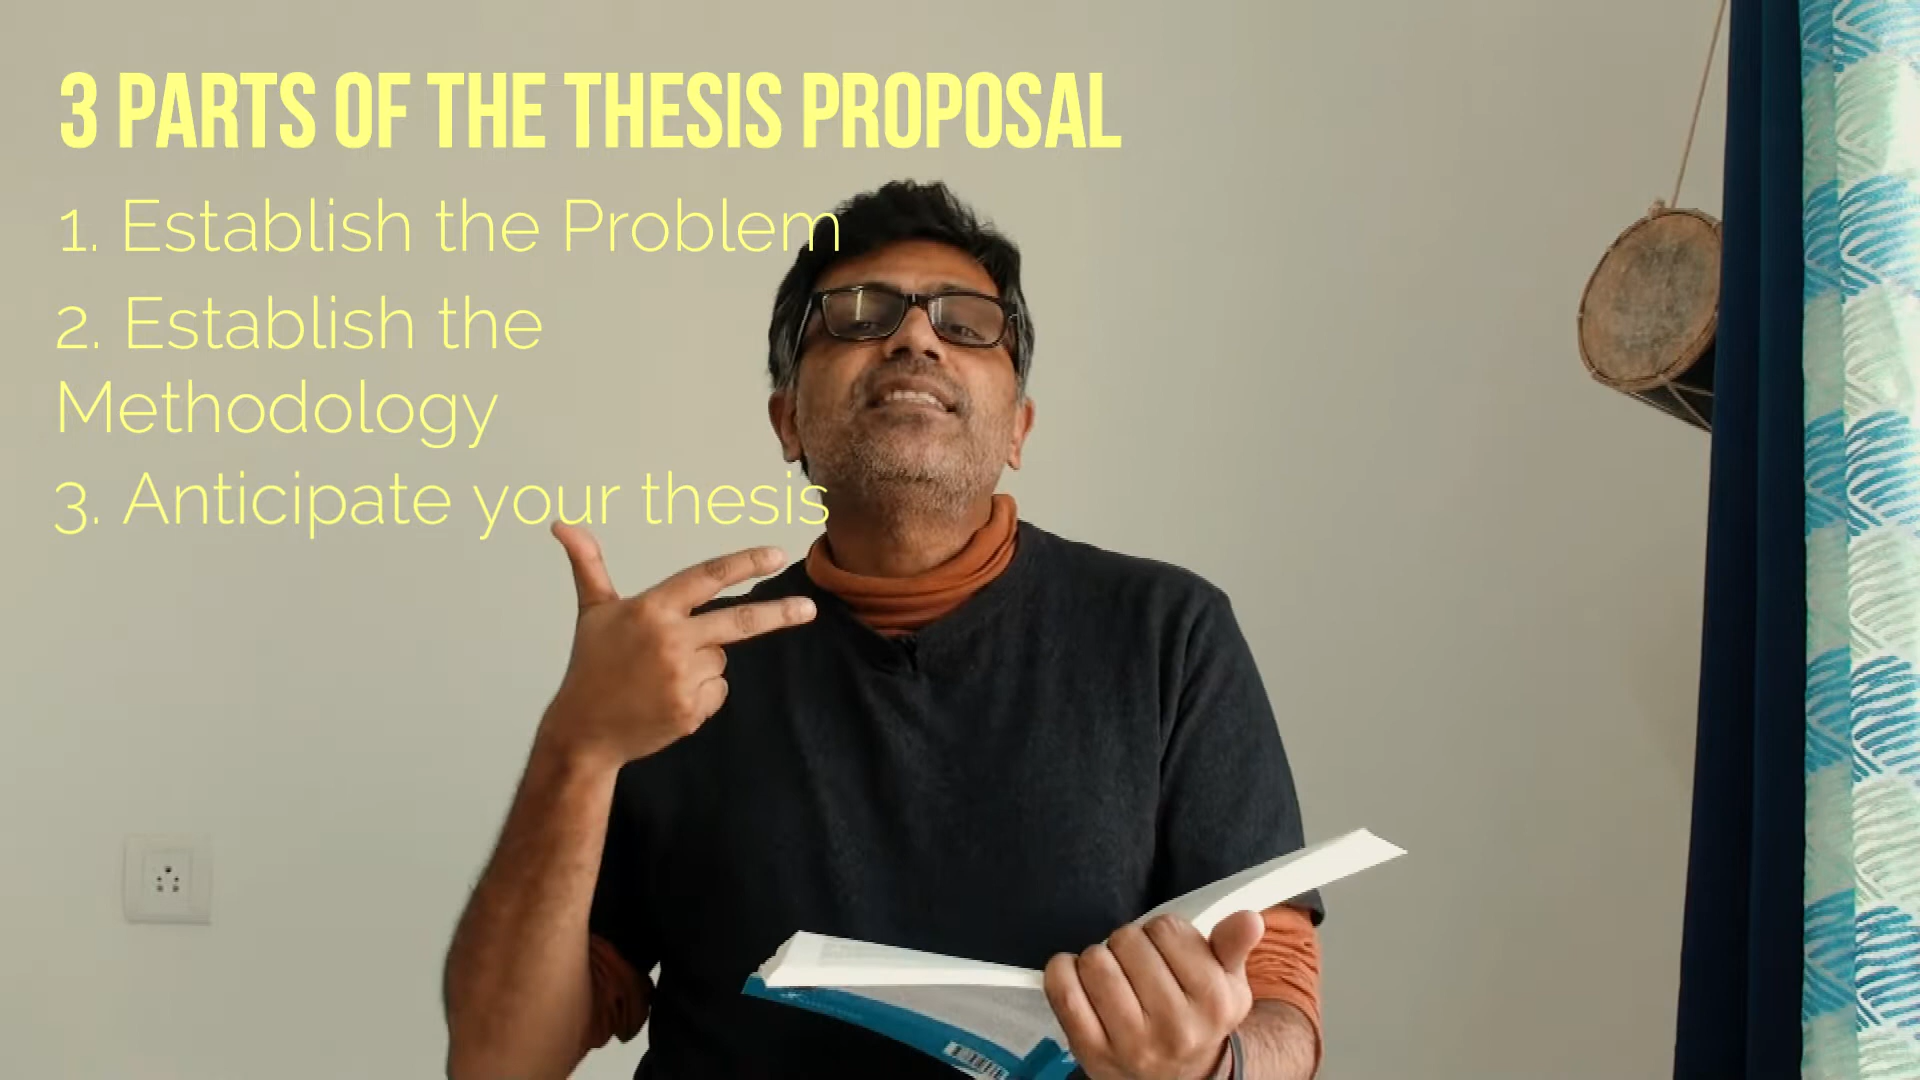 3 PARTS OF THE THESIS PROPOSAL
1. Establish the Problem
2. Establish the
Methodology
3. Anticipate your thesis